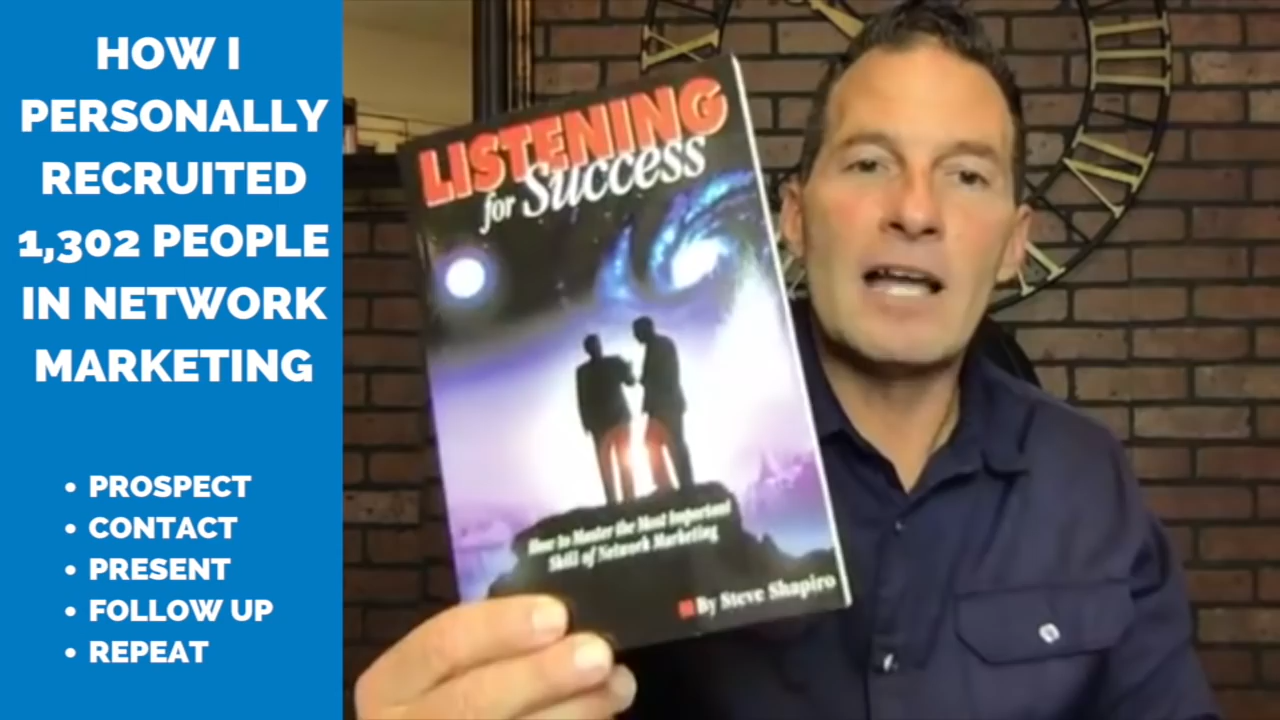 HOW I
PERSONALLY
RECRUITED
1,302 PEOPLE
IN NETWORK
MARKETING
• PROSPECT
• CONTACT
• PRESENT
• FOLLOW UP
• REPEAT
LISTENING
for Success
How to Master the Most Important
Skill of Network Marketing
By Steve Shapiro